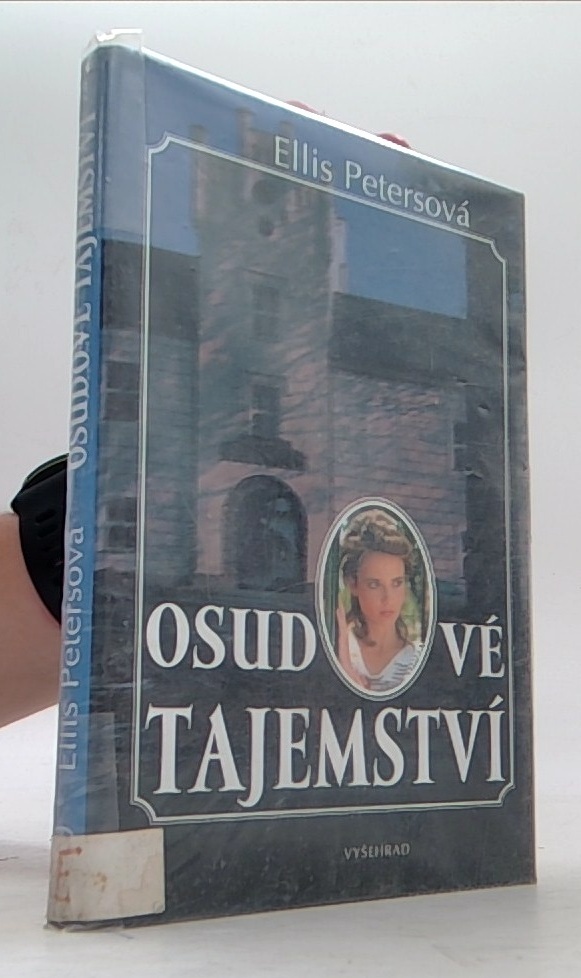 Ellis Petersová
OSUDOVÉ
TAJEMSTVÍ
VYŠEHRAD
Ellis Petersová OSUDOVÉ TAJEMSTVÍ
E